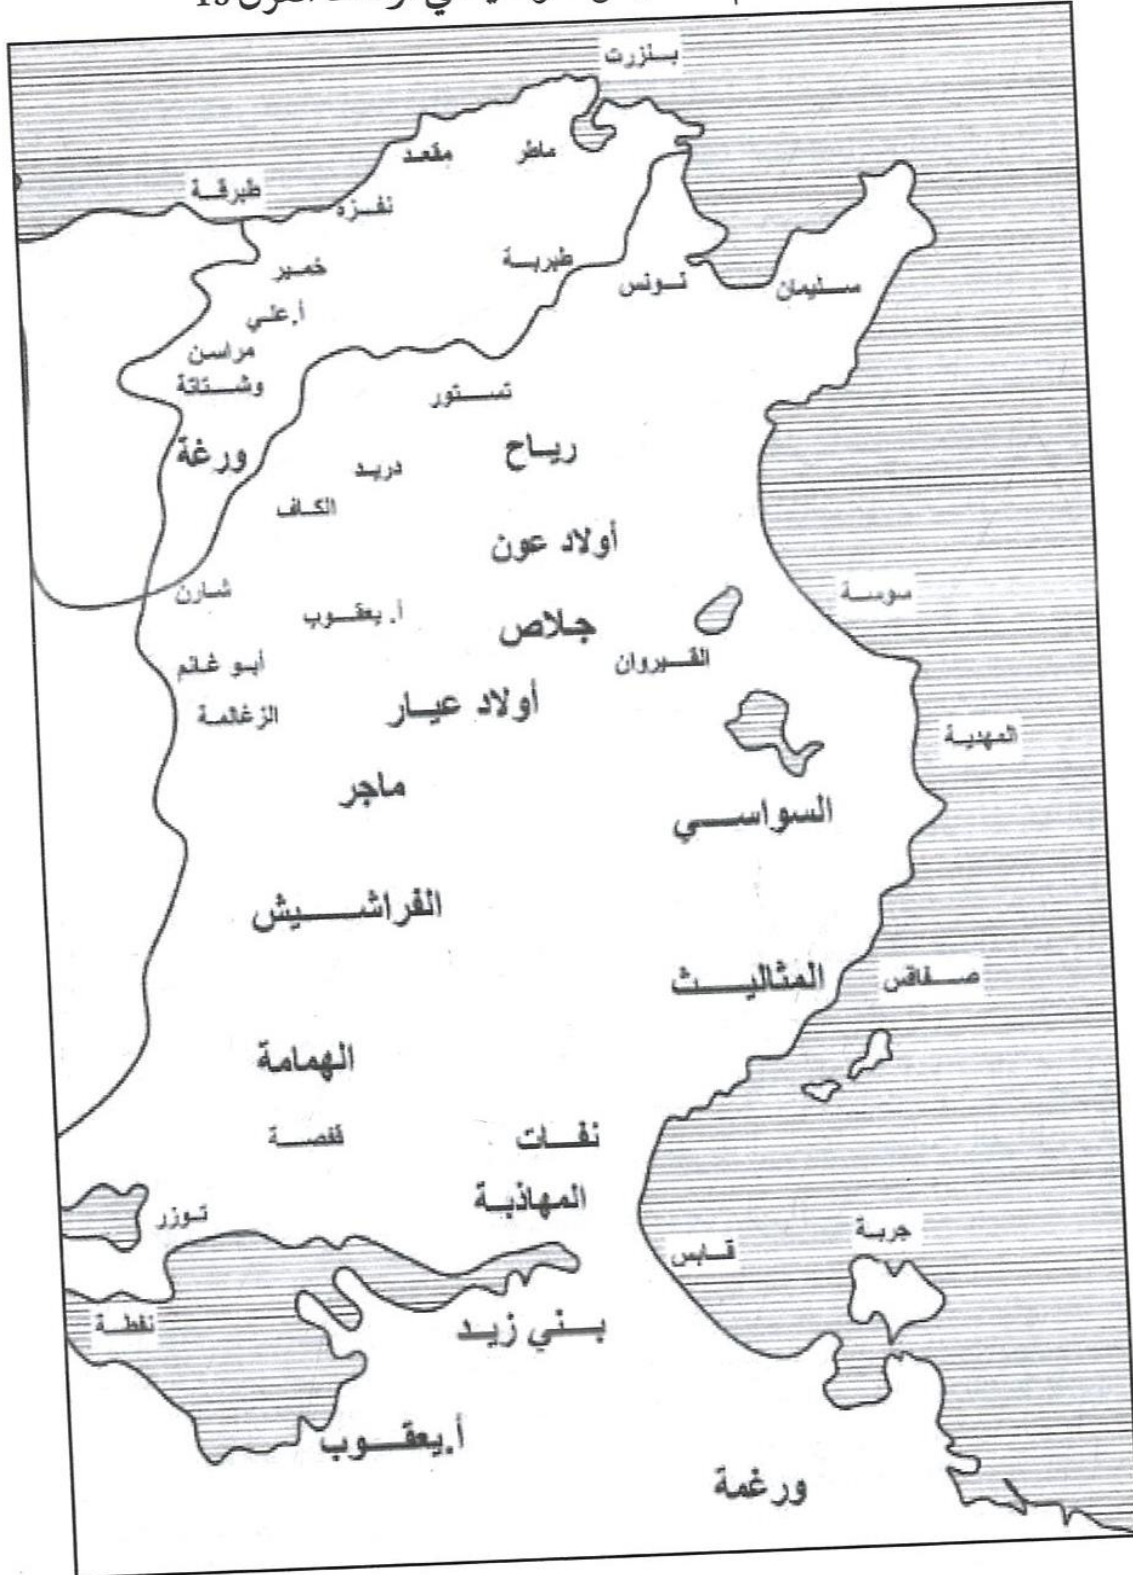 القرن
بنزرت
مقعد
ماطر
طبرقة
نفزة
خمير
طبربة
تونس
سليمان
أ.علي
مراسن
وشتاتة
تستور
ورغة
دريد
رياح
الكاف
أولاد عون
شارن
أ. يعقوب
جلاص
سوسة
القيروان
أبو غانم
الزغالمة
أولاد عيار
المهدية
ماجر
السواسي
الفراشيش
المثاليث
صفاقس
الهمامة
قفصة
نفات
المهاذبة
توزر
قابس
جربة
نفطة
بني زيد
أ.يعقوب
ورغمة